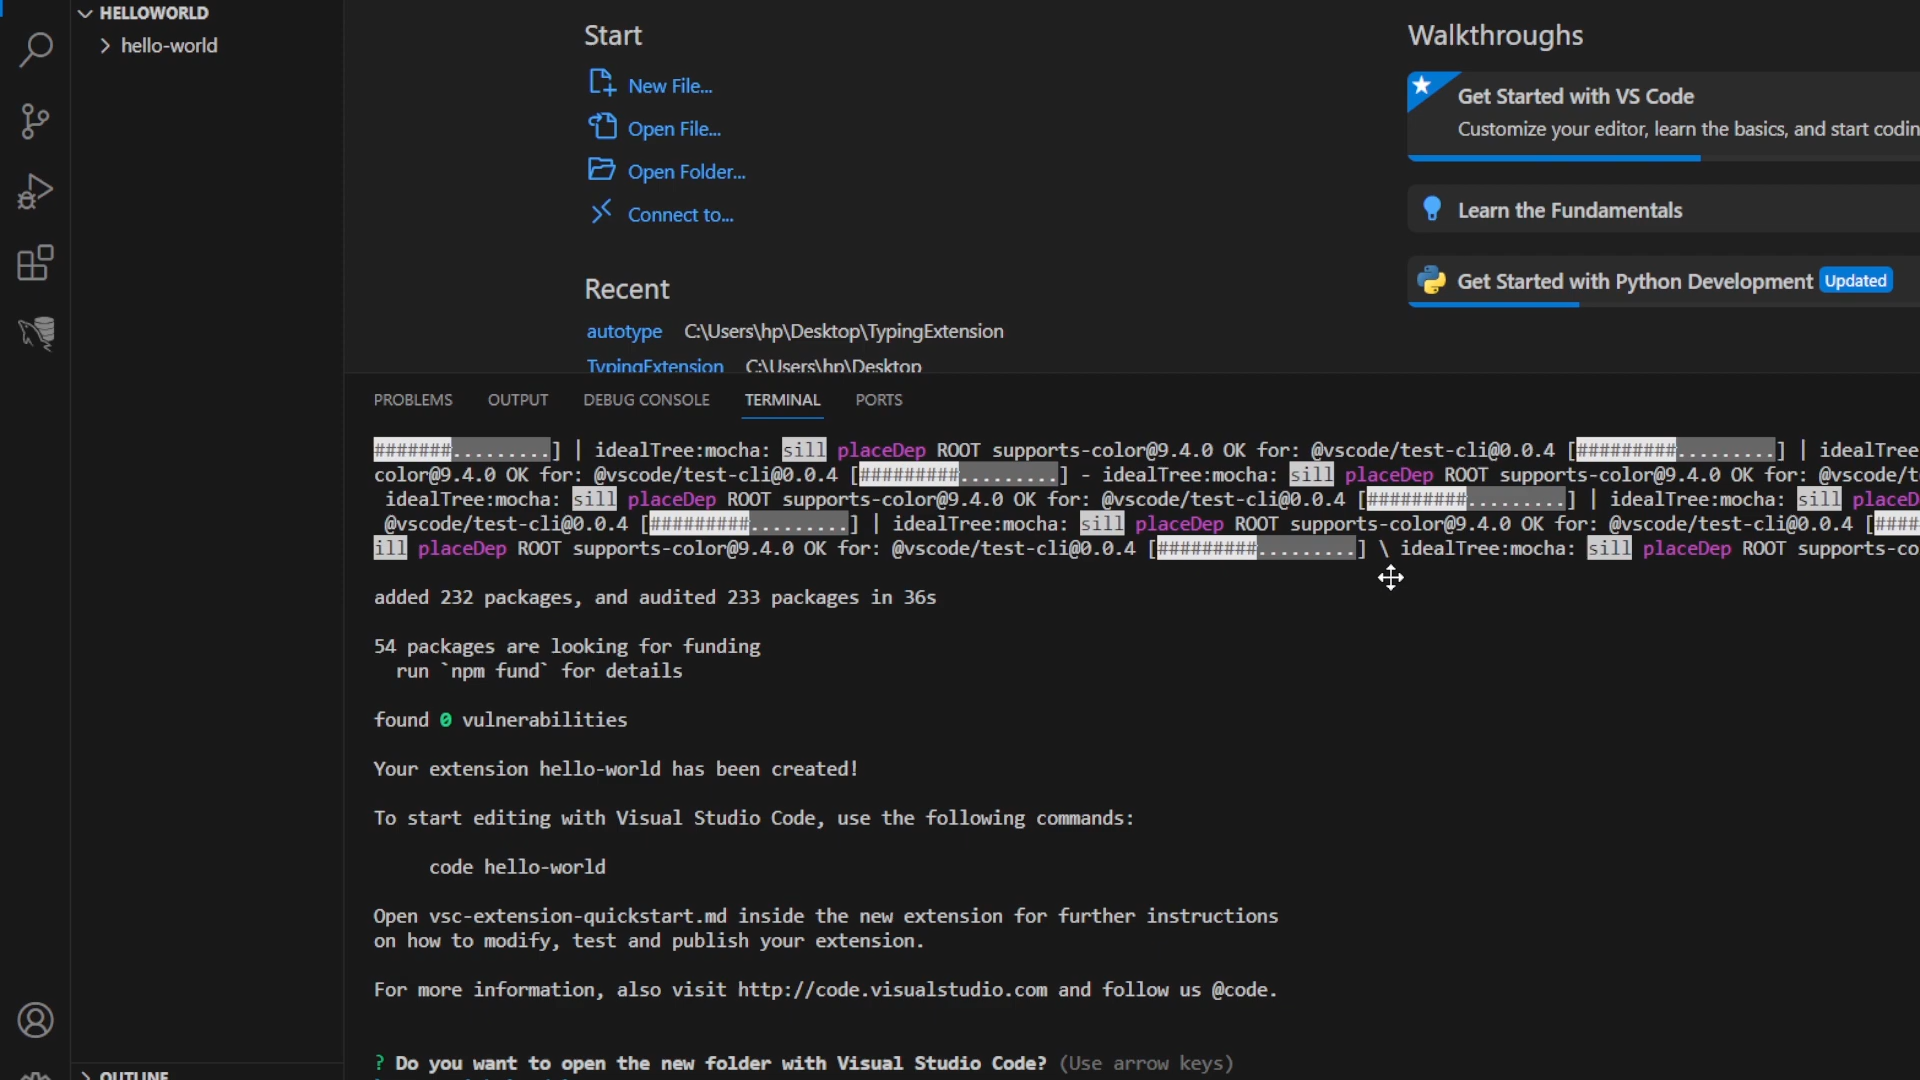 HELLOWORLD
hello-world
OUTLINE
Start
New File...
Open File...
Open Folder...
Connect to...
Recent
autotype C:\Users\hp\Desktop\TypingExtension
TypingExtension C:\Users\hp\Desktop
Walkthroughs
Get Started with VS Code
Customize your editor, learn the basics, and start codin
Learn the Fundamentals
Get Started with Python Development Updated
PROBLEMS OUTPUT DEBUG CONSOLE TERMINAL PORTS
#######.........] | idealTree:mocha: sill placeDep ROOT supports-color@9.4.0 OK for: @vscode/test-cli@0.0.4 [#########.........] | idealTree
color@9.4.0 OK for: @vscode/test-cli@0.0.4 [#########.........] - idealTree:mocha: sill placeDep ROOT supports-color@9.4.0 OK for: @vscode/t
idealTree:mocha: sill placeDep ROOT supports-color@9.4.0 OK for: @vscode/test-cli@0.0.4 [#########.........] | idealTree:mocha: sill placeD
@vscode/test-cli@0.0.4 [#########.........] | idealTree:mocha: sill placeDep ROOT supports-color@9.4.0 OK for: @vscode/test-cli@0.0.4 [####
ill placeDep ROOT supports-color@9.4.0 OK for: @vscode/test-cli@0.0.4 [#########.........] \ idealTree:mocha: sill placeDep ROOT supports-co
added 232 packages, and audited 233 packages in 36s
54 packages are looking for funding
run `npm fund` for details
found 0 vulnerabilities
Your extension hello-world has been created!
To start editing with Visual Studio Code, use the following commands:
code hello-world
Open vsc-extension-quickstart.md inside the new extension for further instructions
on how to modify, test and publish your extension.
For more information, also visit http://code.visualstudio.com and follow us @code.
? Do you want to open the new folder with Visual Studio Code? (Use arrow keys)